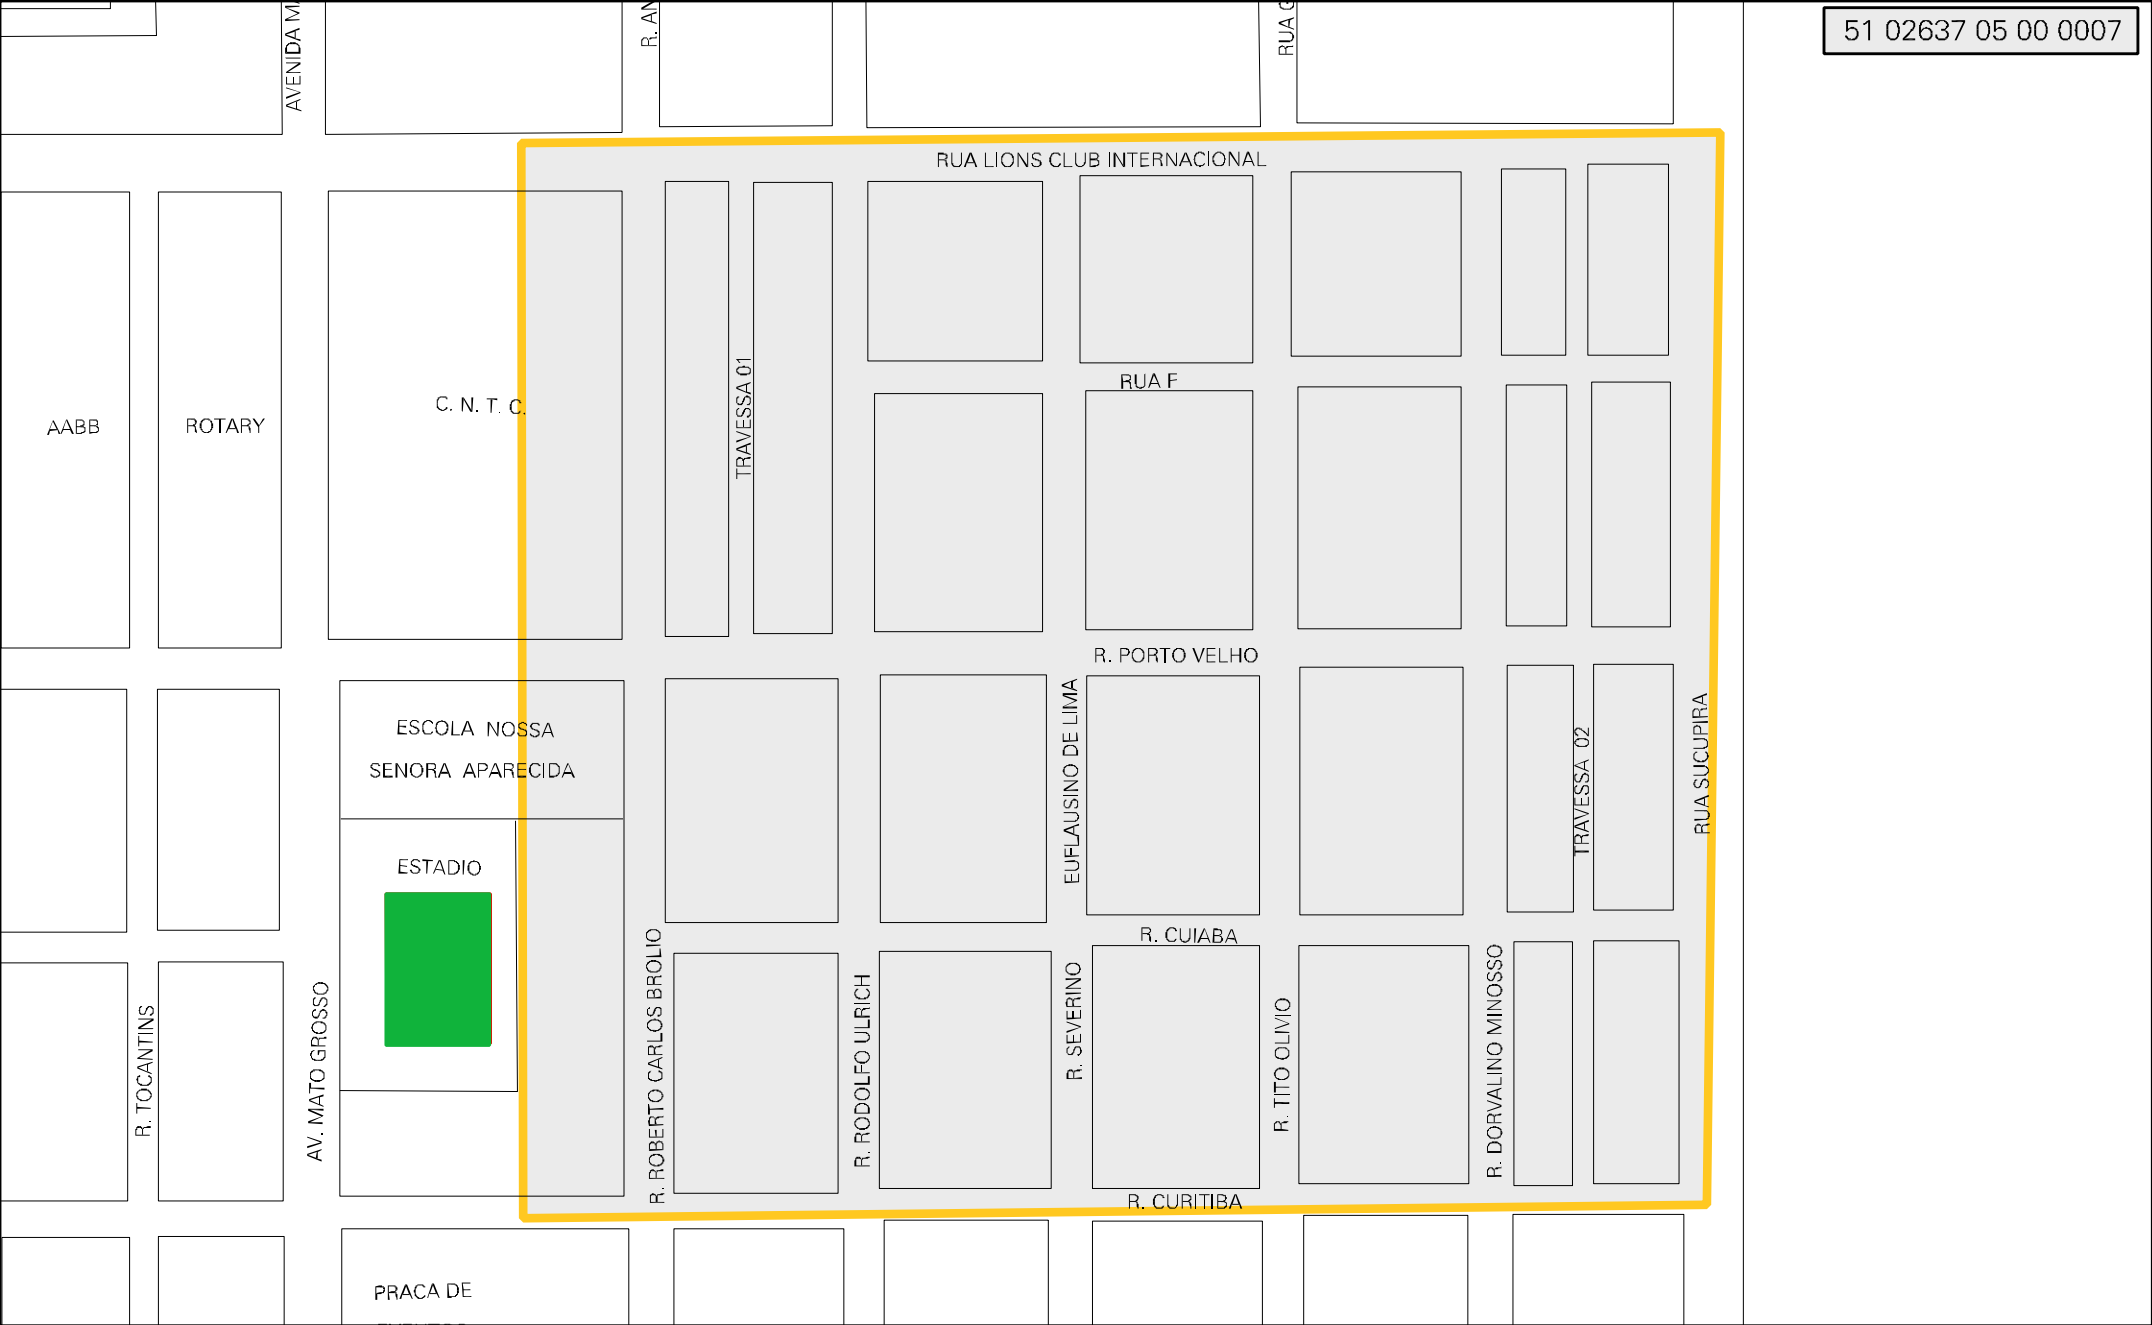 51 02637 05 00 0007
AVENIDA
R.
RUA
RUA LIONS CLUB INTERNACIONAL
RUA F
TRAVESSA 01
C. N. T. C.
AABB
ROTARY
R. PORTO VELHO
ESCOLA NOSSA
SENORA APARECIDA
EUFLAUSINO DE LIMA
TRAVESSA 02
RUA SUCUPIRA
ESTADIO
R. CUIABA
R. TOCANTINS
AV. MATO GROSSO
R. ROBERTO CARLOS BROLIO
R. RODOLFO ULRICH
R. SEVERINO
R. TITO OLIVIO
R. DORVALINO MINOSSO
R. CURITIBA
PRACA DE